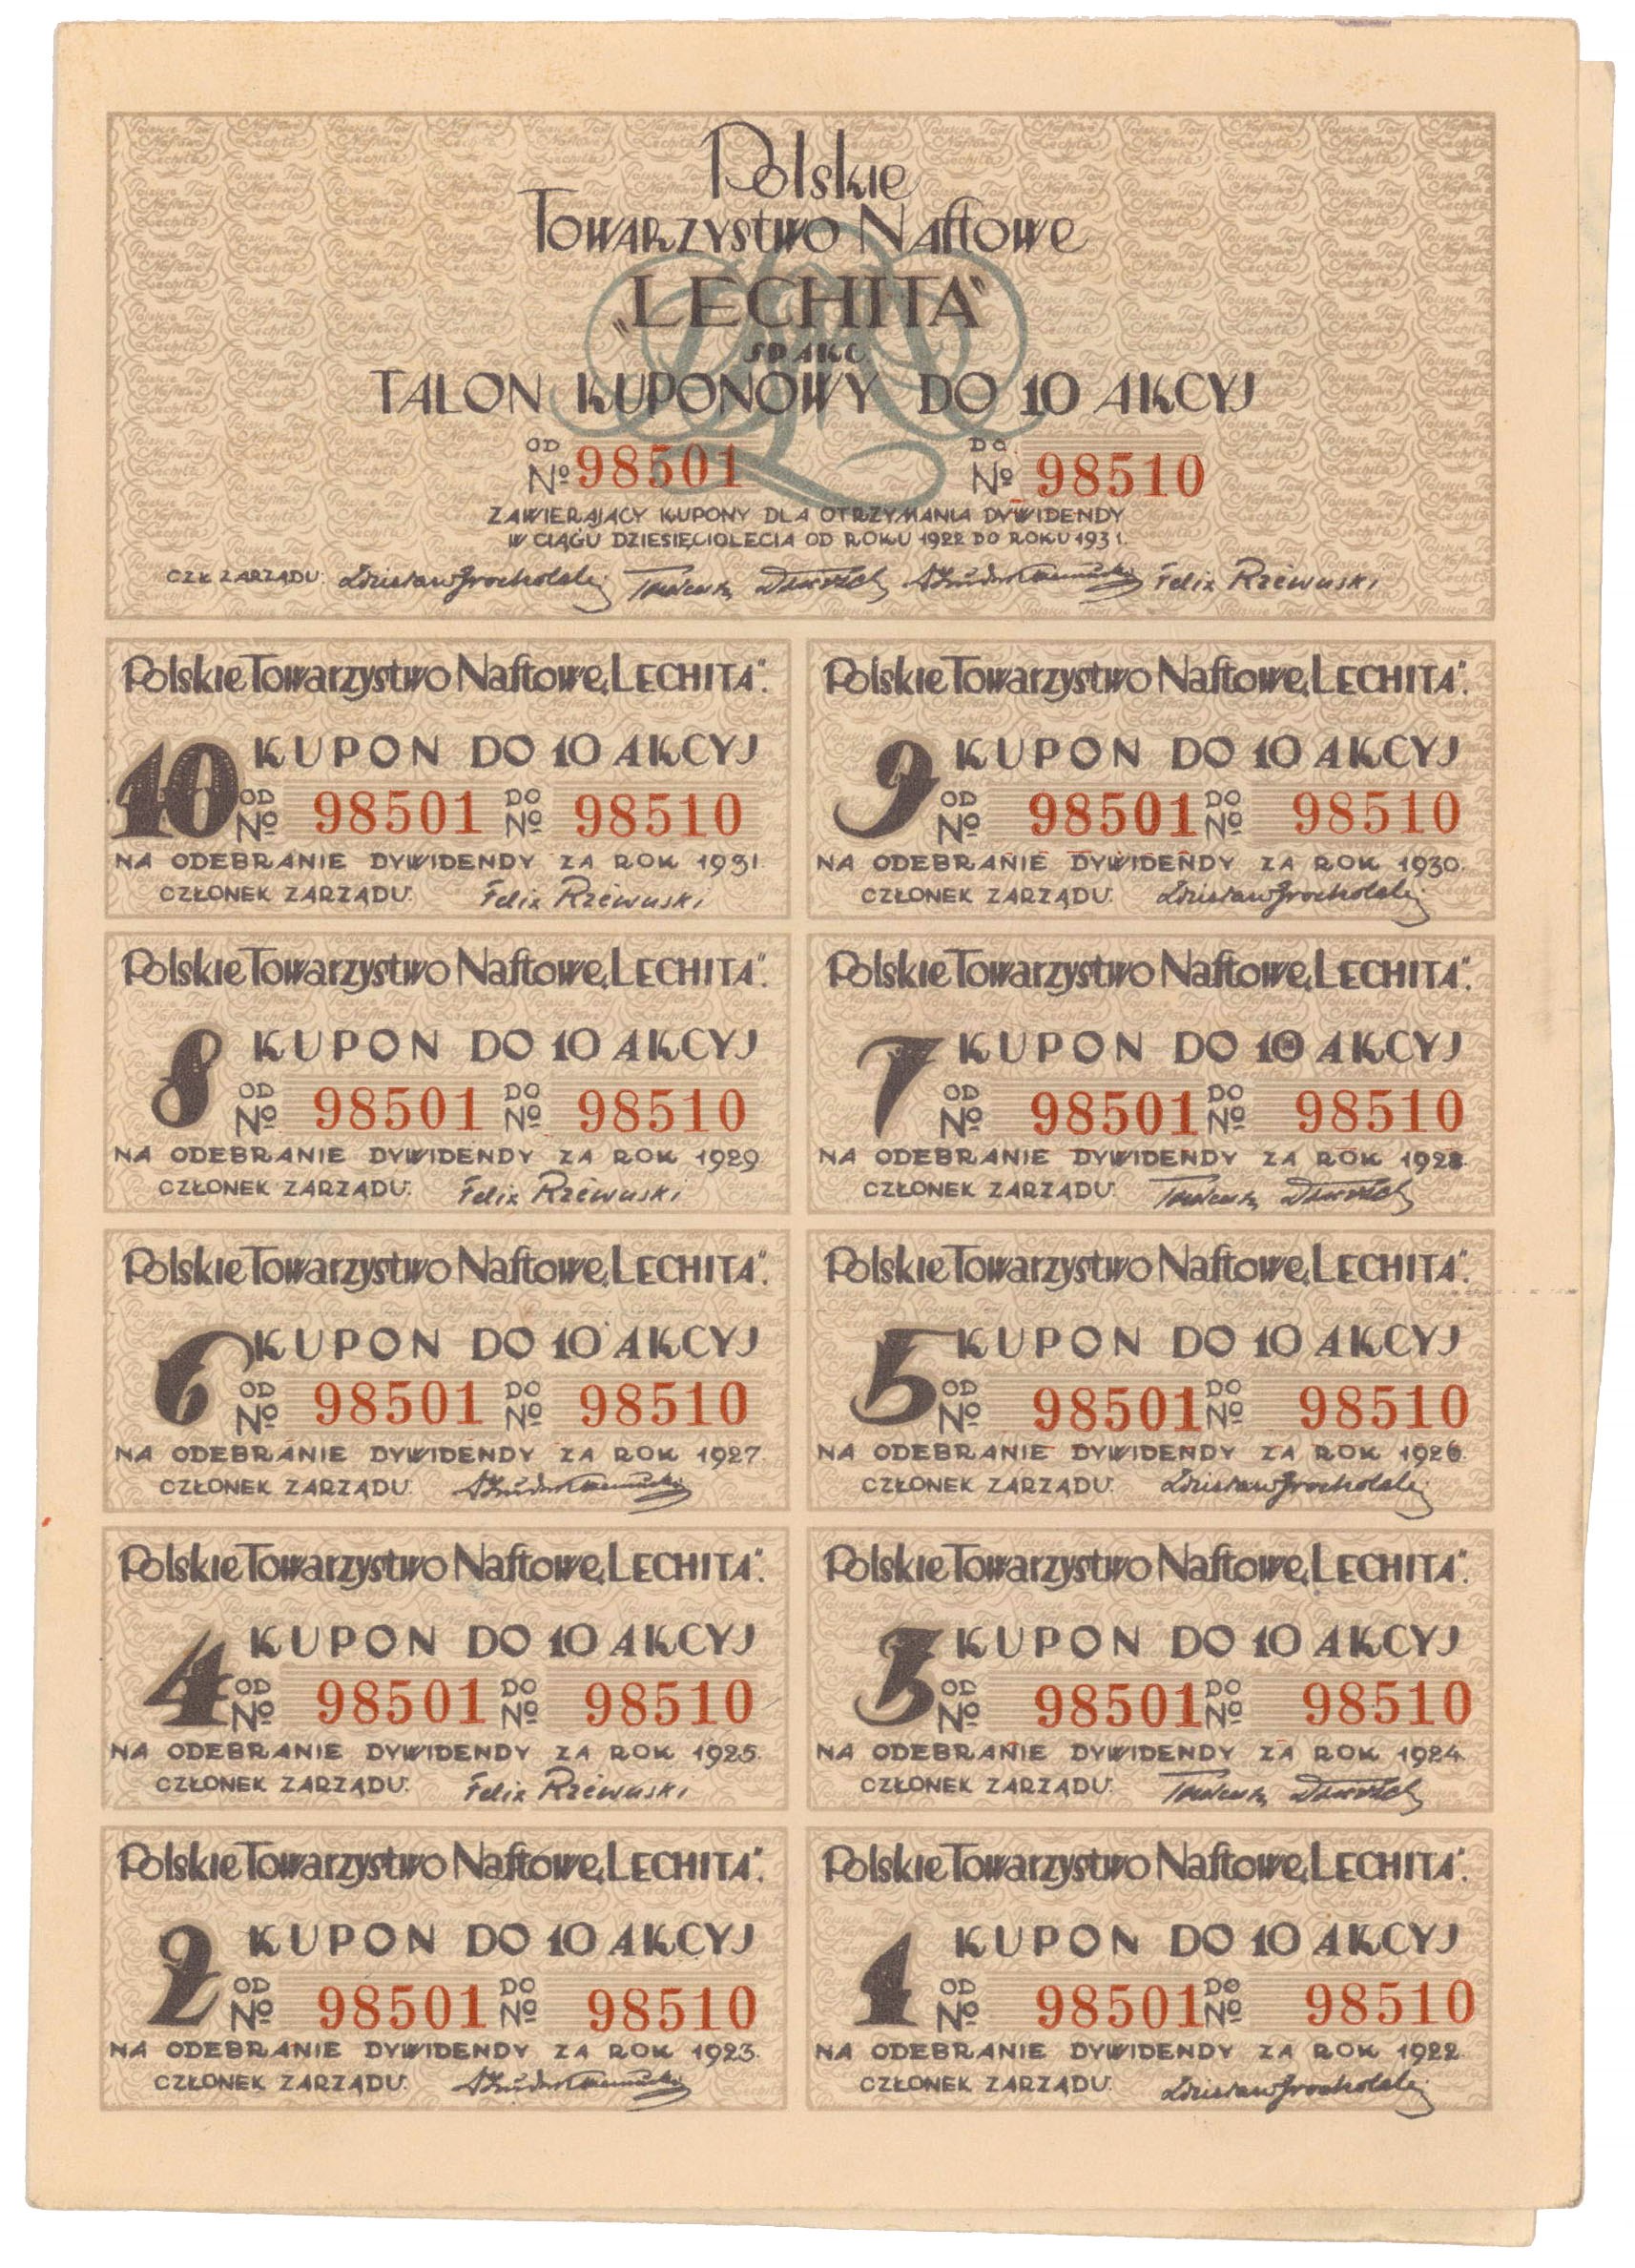 Polskie
Towarzystwo Naftowe
„LECHITA“
SP. AKC.
TALON KUPONOWY DO 10 AKCYJ
OD Nº 98501 DO Nº 98510
ZAWIERAJĄCY KUPONY DLA OTRZYMANIA DYWIDENDY
W CIĄGU DZIESIĘCIOLECIA OD ROKU 1922 DO ROKU 1931.
CZŁ. ZARZĄDU: Zdzisław Grocholski Felix Rzewuski
Polskie Towarzystwo Naftowe „LECHITA“.
10 KUPON DO 10 AKCYJ
OD Nº 98501 DO Nº 98510
NA ODEBRANIE DYWIDENDY ZA ROK 1931.
CZŁONEK ZARZĄDU: Felix Rzewuski
Polskie Towarzystwo Naftowe „LECHITA“.
9 KUPON DO 10 AKCYJ
OD Nº 98501 DO Nº 98510
NA ODEBRANIE DYWIDENDY ZA ROK 1930.
CZŁONEK ZARZĄDU: Zdzisław Grocholski
Polskie Towarzystwo Naftowe „LECHITA“.
8 KUPON DO 10 AKCYJ
OD Nº 98501 DO Nº 98510
NA ODEBRANIE DYWIDENDY ZA ROK 1929.
CZŁONEK ZARZĄDU: Felix Rzewuski
Polskie Towarzystwo Naftowe „LECHITA“.
7 KUPON DO 10 AKCYJ
OD Nº 98501 DO Nº 98510
NA ODEBRANIE DYWIDENDY ZA ROK 1928.
CZŁONEK ZARZĄDU:
Polskie Towarzystwo Naftowe „LECHITA“.
6 KUPON DO 10 AKCYJ
OD Nº 98501 DO Nº 98510
NA ODEBRANIE DYWIDENDY ZA ROK 1927.
CZŁONEK ZARZĄDU:
Polskie Towarzystwo Naftowe „LECHITA“.
5 KUPON DO 10 AKCYJ
OD Nº 98501 DO Nº 98510
NA ODEBRANIE DYWIDENDY ZA ROK 1926.
CZŁONEK ZARZĄDU: Zdzisław Grocholski
Polskie Towarzystwo Naftowe „LECHITA“.
4 KUPON DO 10 AKCYJ
OD Nº 98501 DO Nº 98510
NA ODEBRANIE DYWIDENDY ZA ROK 1925.
CZŁONEK ZARZĄDU: Felix Rzewuski
Polskie Towarzystwo Naftowe „LECHITA“.
3 KUPON DO 10 AKCYJ
OD Nº 98501 DO Nº 98510
NA ODEBRANIE DYWIDENDY ZA ROK 1924.
CZŁONEK ZARZĄDU:
Polskie Towarzystwo Naftowe „LECHITA“.
2 KUPON DO 10 AKCYJ
OD Nº 98501 DO Nº 98510
NA ODEBRANIE DYWIDENDY ZA ROK 1923.
CZŁONEK ZARZĄDU:
Polskie Towarzystwo Naftowe „LECHITA“.
1 KUPON DO 10 AKCYJ
OD Nº 98501 DO Nº 98510
NA ODEBRANIE DYWIDENDY ZA ROK 1922.
CZŁONEK ZARZĄDU: Zdzisław Grocholski